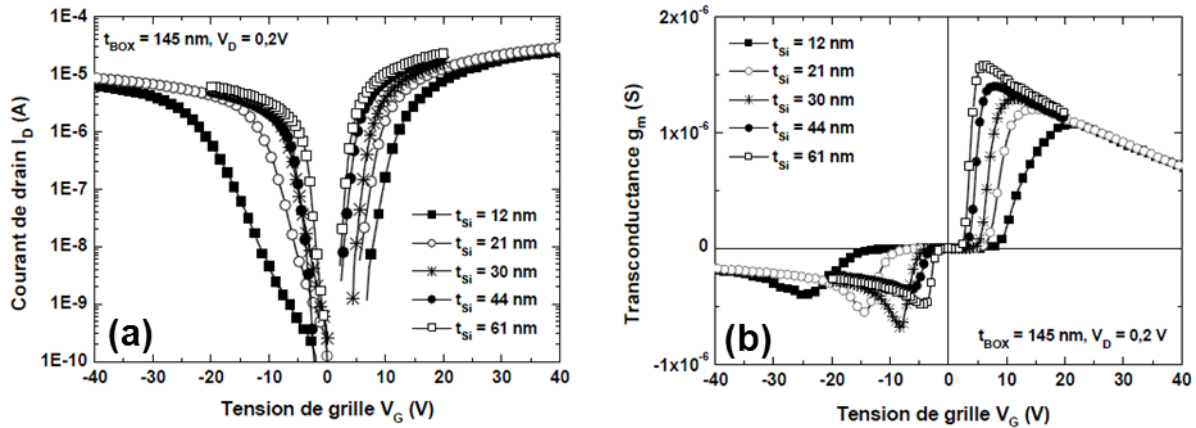 (a)
Courant de drain I_D (A)
1E-4
1E-5
1E-6
1E-7
1E-8
1E-9
1E-10
t_BOX = 145 nm, V_D = 0,2V
t_Si = 12 nm
t_Si = 21 nm
t_Si = 30 nm
t_Si = 44 nm
t_Si = 61 nm
-40 -30 -20 -10 0 10 20 30 40
Tension de grille V_G (V)
(b)
Transconductance g_m (S)
2x10⁻⁶
1x10⁻⁶
0
-1x10⁻⁶
t_Si = 12 nm
t_Si = 21 nm
t_Si = 30 nm
t_Si = 44 nm
t_Si = 61 nm
t_BOX = 145 nm, V_D = 0,2 V
-40 -30 -20 -10 0 10 20 30 40
Tension de grille V_G (V)